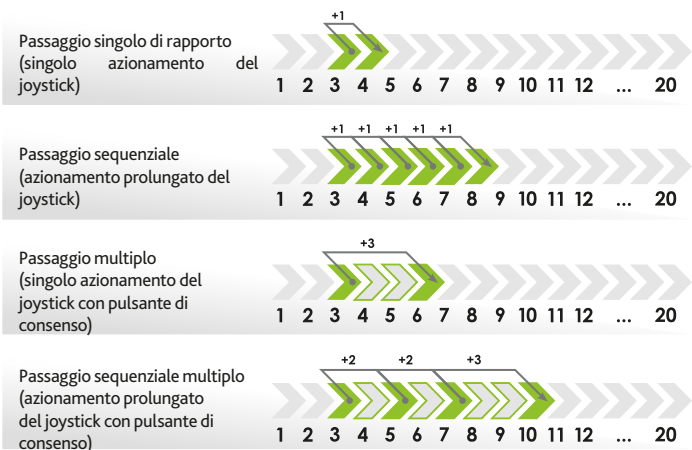 +1
Passaggio singolo di rapporto
(singolo azionamento del
joystick)
1 2 3 4 5 6 7 8 9 10 11 12 ... 20
+1 +1 +1 +1 +1
Passaggio sequenziale
(azionamento prolungato del
joystick)
1 2 3 4 5 6 7 8 9 10 11 12 ... 20
+3
Passaggio multiplo
(singolo azionamento del
joystick con pulsante di
consenso)
1 2 3 4 5 6 7 8 9 10 11 12 ... 20
+2 +2 +3
Passaggio sequenziale multiplo
(azionamento prolungato
del joystick con pulsante di
consenso)
1 2 3 4 5 6 7 8 9 10 11 12 ... 20